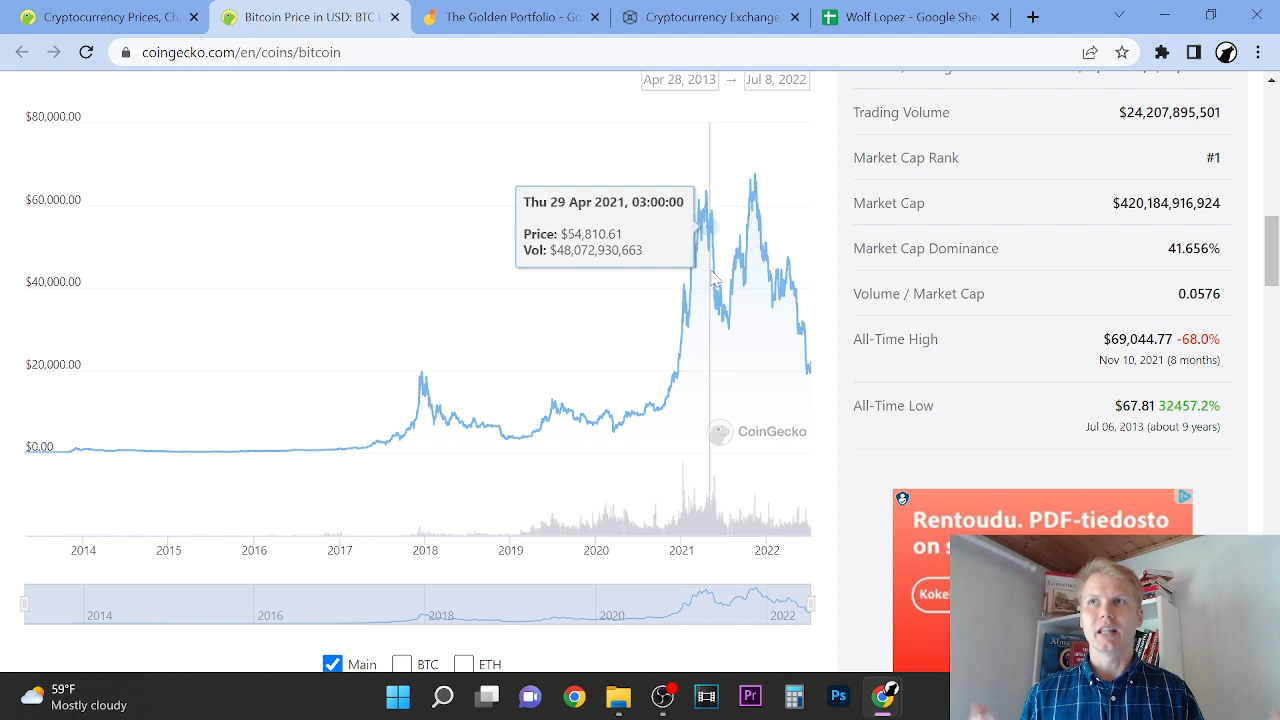 Cryptocurrency Prices, Ch
Bitcoin Price in USD: BTC t
The Golden Portfolio - Go
Cryptocurrency Trading B
Wolf Lopez - Google She
coingecko.com/en/coins/bitcoin
Apr 28, 2013 → Jul 8, 2022
$80,000.00
$60,000.00
$40,000.00
$20,000.00
$0.00
Thu 29 Apr 2021, 03:00:00
Price: $54,810.61
Vol: $48,072,930,663
CoinGecko
2014 2015 2016 2017 2018 2019 2020 2021 2022
2014 2016 2018 2020 2022
Main BTC ETH
Trading Volume $24,207,895,501
Market Cap Rank #1
Market Cap $420,184,916,924
Market Cap Dominance 41.656%
Volume / Market Cap 0.0576
All-Time High $69,044.77 -68.0%
Nov 10, 2021 (8 months)
All-Time Low $67.81 32457.2%
Jul 06, 2013 (about 9 years)
Rentoudu. PDF-tiedosto
on s
Koke
59°F
Mostly cloudy
Pr
Ps